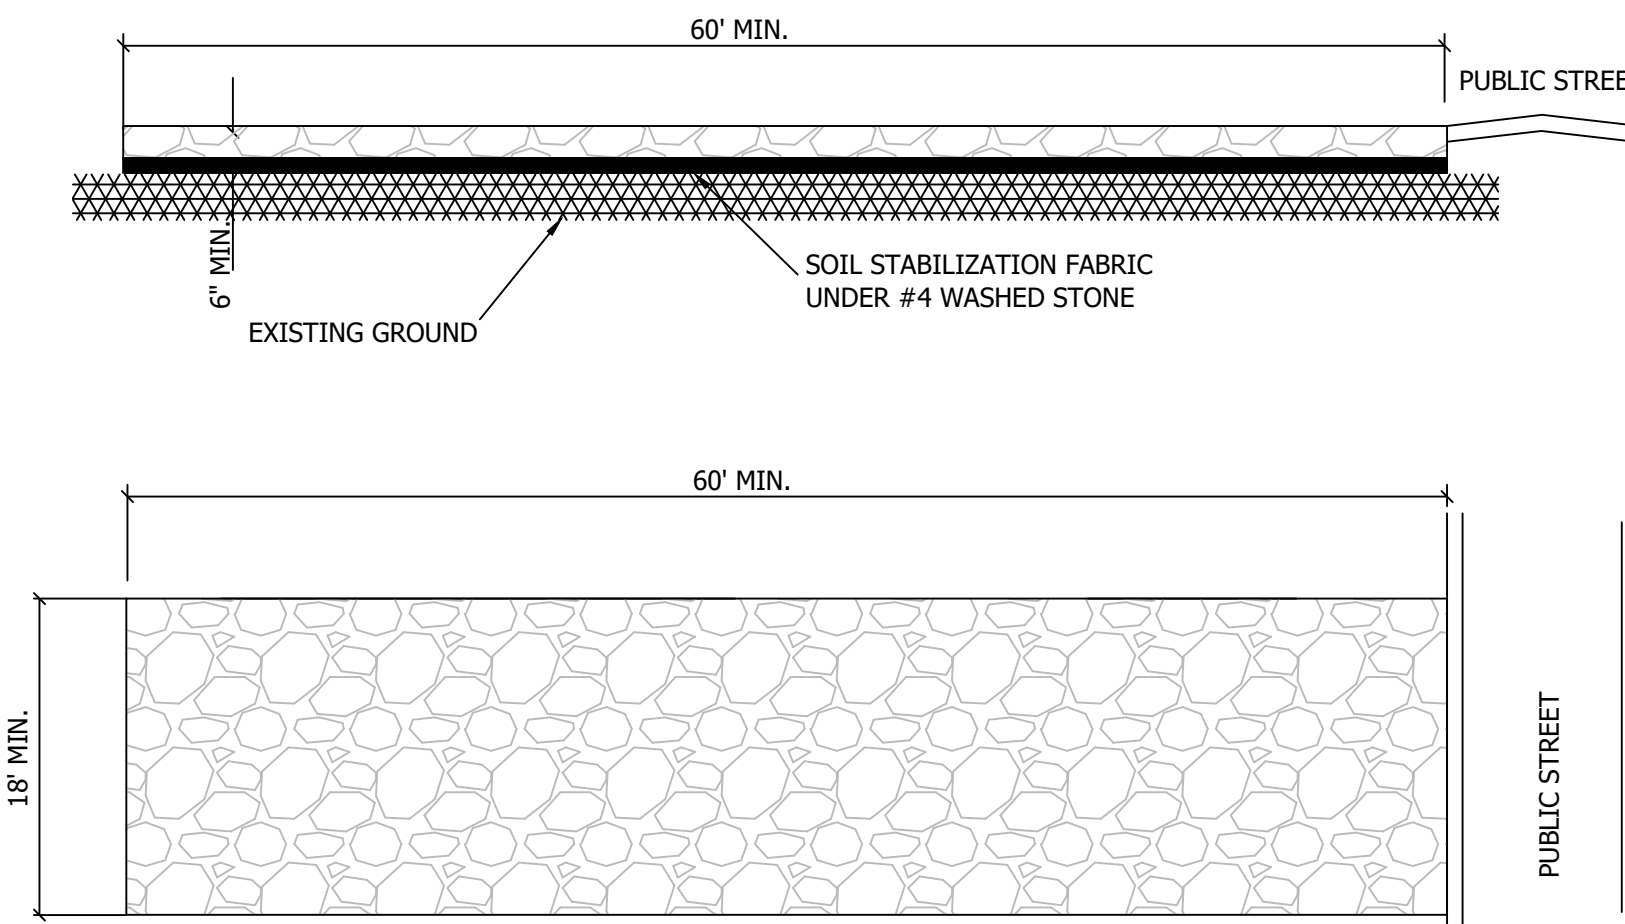 60' MIN.
PUBLIC STREE
6" MIN.
SOIL STABILIZATION FABRIC
UNDER #4 WASHED STONE
EXISTING GROUND
60' MIN.
18' MIN.
PUBLIC STREET